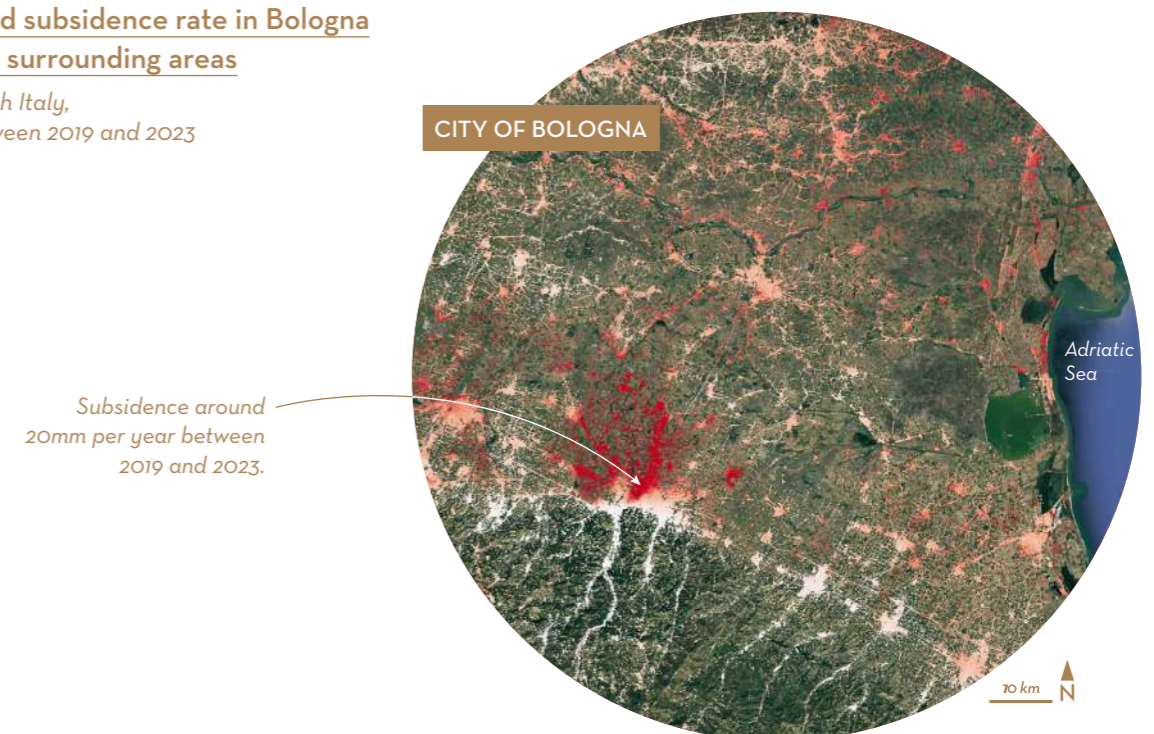 d subsidence rate in Bologna
surrounding areas
h Italy,
ween 2019 and 2023
CITY OF BOLOGNA
Adriatic
Sea
Subsidence around
20mm per year between
2019 and 2023.
10 km
N